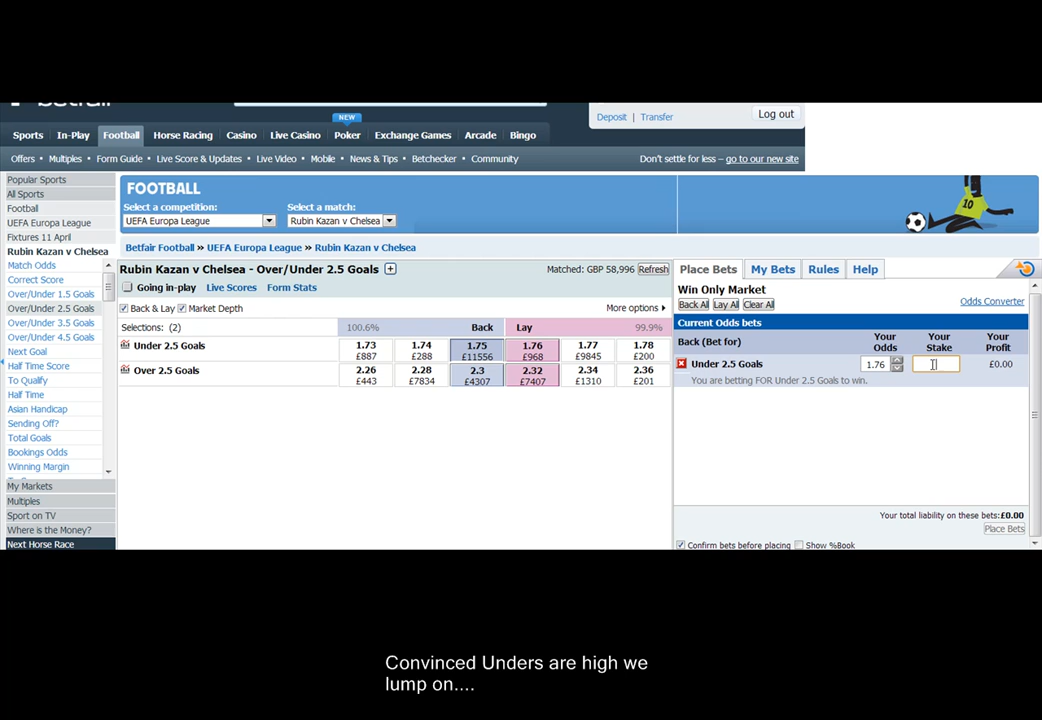 betfair
Deposit | Transfer
Log out
NEW
Sports In-Play Football Horse Racing Casino Live Casino Poker Exchange Games Arcade Bingo
Offers • Multiples • Form Guide • Live Score & Updates • Live Video • Mobile • News & Tips • Betchecker • Community
Don't settle for less – go to our new site
Popular Sports
All Sports
Football
UEFA Europa League
Fixtures 11 April
Rubin Kazan v Chelsea
Match Odds
Correct Score
Over/Under 1.5 Goals
Over/Under 2.5 Goals
Over/Under 3.5 Goals
Over/Under 4.5 Goals
Next Goal
Half Time Score
To Qualify
Half Time
Asian Handicap
Sending Off?
Total Goals
Bookings Odds
Winning Margin
My Markets
Multiples
Sport on TV
Where is the Money?
Next Horse Race
FOOTBALL
Select a competition: Select a match:
UEFA Europa League Rubin Kazan v Chelsea
10
Betfair Football » UEFA Europa League » Rubin Kazan v Chelsea
Rubin Kazan v Chelsea - Over/Under 2.5 Goals + Matched: GBP 58,996 Refresh
Going in-play Live Scores Form Stats
Back & Lay Market Depth More options
Selections: (2) 100.6% Back Lay 99.9%
Under 2.5 Goals 1.73 1.74 1.75 1.76 1.77 1.78
£887 £288 £11556 £968 £9845 £200
Over 2.5 Goals 2.26 2.28 2.3 2.32 2.34 2.36
£443 £7834 £4307 £7407 £1310 £201
Place Bets My Bets Rules Help
Win Only Market
Back All Lay All Clear All Odds Converter
Current Odds bets
Back (Bet for) Your Odds Your Stake Your Profit
Under 2.5 Goals 1.76 £0.00
You are betting FOR Under 2.5 Goals to win.
Your total liability on these bets:£0.00
Place Bets
Confirm bets before placing Show %Book
Convinced Unders are high we
lump on....